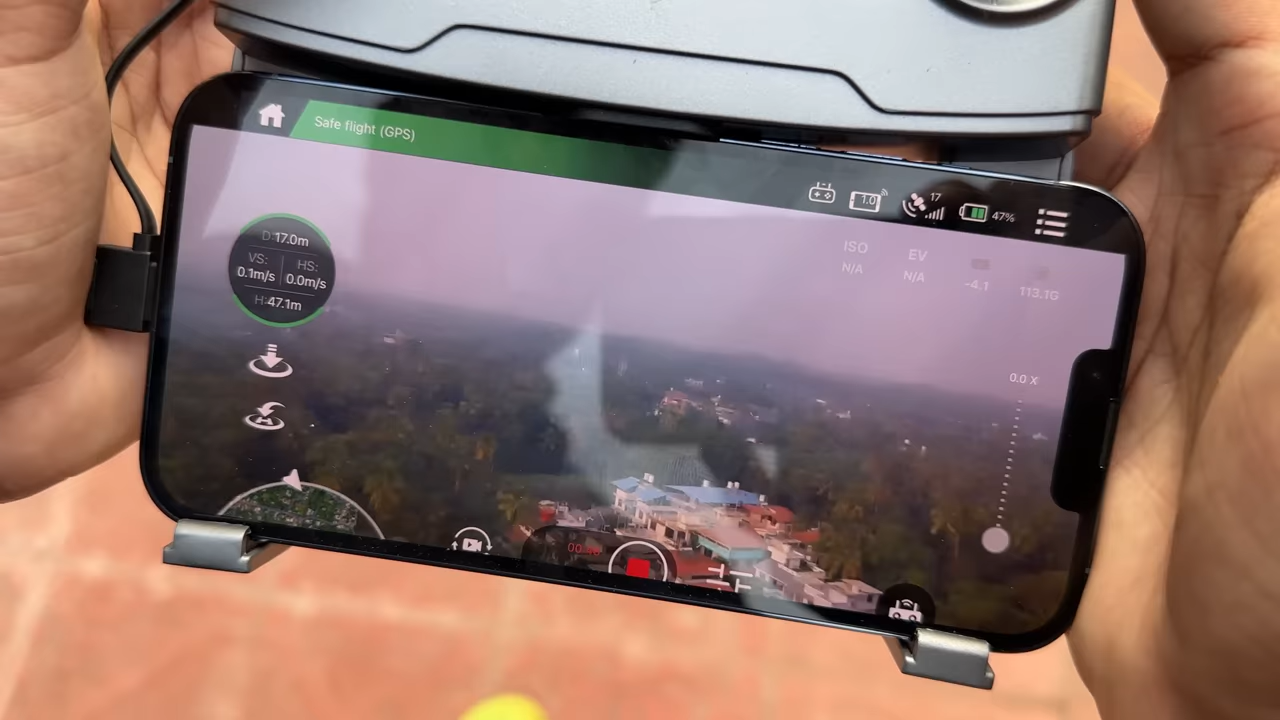 Safe flight (GPS)
1.0
17
47%
D:17.0m
VS:
HS:
0.1m/s
0.0m/s
H:47.1m
ISO
EV
N/A
N/A
-4.1
113.1G
0.0 X